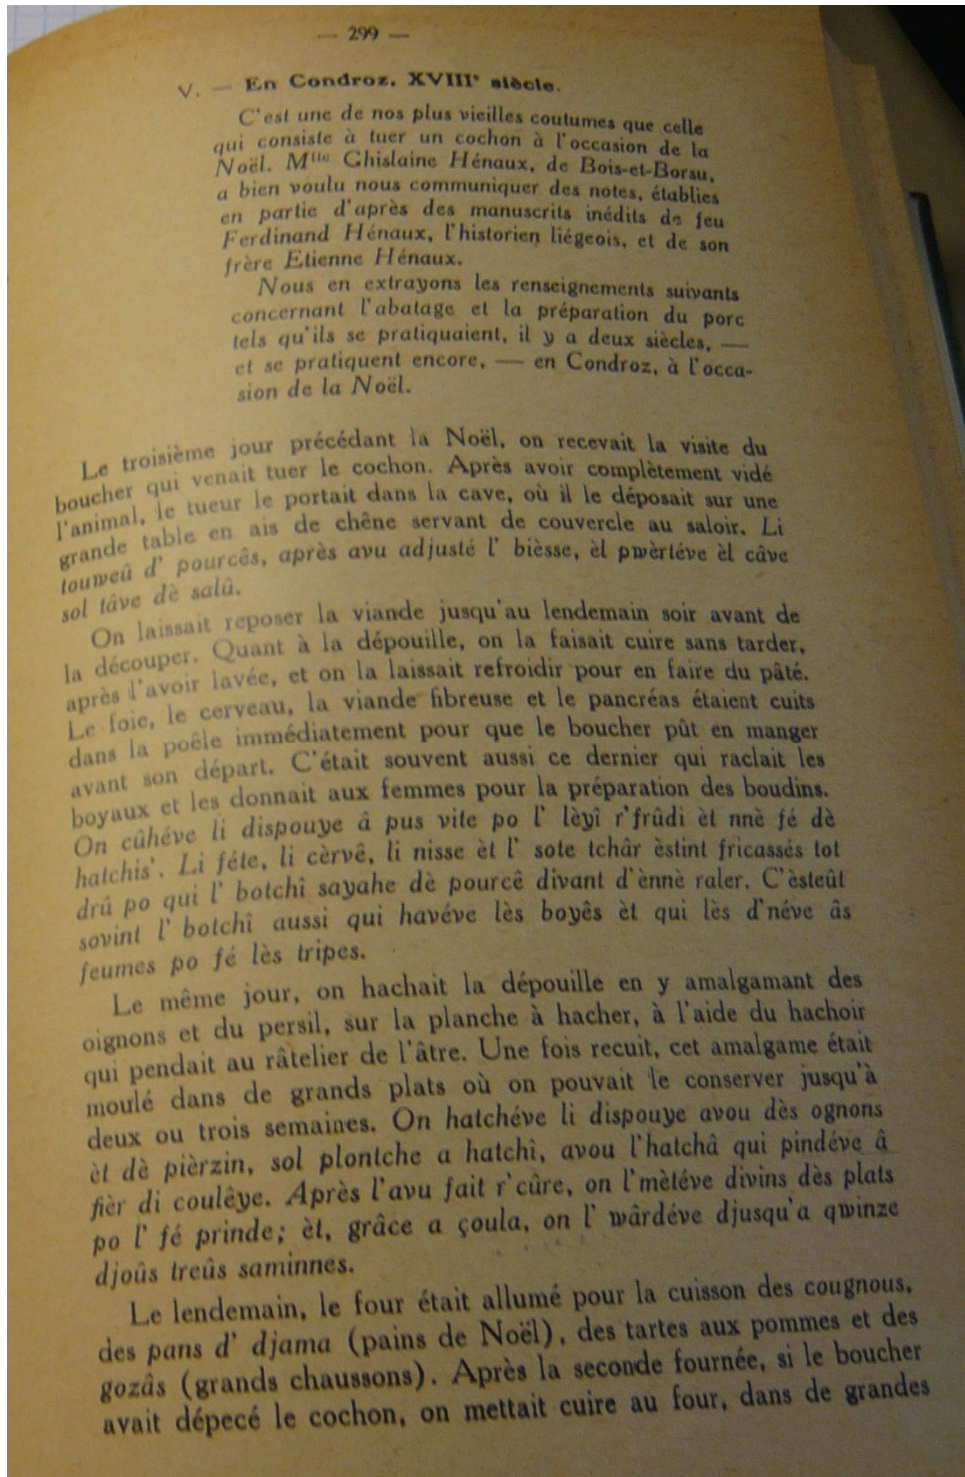 — 299 —
V. — En Condroz, XVIIIe siècle.
C'est une de nos plus vieilles coutumes que celle
qui consiste à tuer un cochon à l'occasion de la
Noël. Mlle Ghislaine Hénaux, de Bois-et-Borsu,
a bien voulu nous communiquer des notes, établies
en partie d'après des manuscrits inédits de feu
Ferdinand Hénaux, l'historien liégeois, et de son
frère Etienne Hénaux.
Nous en extrayons les renseignements suivants
concernant l'abatage et la préparation du porc
tels qu'ils se pratiquaient, il y a deux siècles, —
et se pratiquent encore, — en Condroz, à l'occa-
sion de la Noël.
Le troisième jour précédant la Noël, on recevait la visite du
boucher qui venait tuer le cochon. Après avoir complètement vidé
l'animal, le tueur le portait dans la cave, où il le déposait sur une
grande table en ais de chêne servant de couvercle au saloir. Li
touweû d' pourcês, après avu adjusté l' bièsse, èl pwèrtéve èl câve
sol tâve dè salû.
On laissait reposer la viande jusqu'au lendemain soir avant de
la découper. Quant à la dépouille, on la faisait cuire sans tarder,
après l'avoir lavée, et on la laissait refroidir pour en faire du pâté.
Le foie, le cerveau, la viande fibreuse et le pancréas étaient cuits
dans la poêle immédiatement pour que le boucher pût en manger
avant son départ. C'était souvent aussi ce dernier qui raclait les
boyaux et les donnait aux femmes pour la préparation des boudins.
On cûhéve li dispouye â pus vite po l' lèyî r'frûdi èt nnè fé dè
hatchis'. Li féte, li cèrvê, li nisse èt l' sote tchâr èstint fricassés tot
drû po qui l' botchî sayahe dè pourcê divant d'ènnè raler. C'èsteût
sovint l' botchî aussi qui havéve lès boyês èt qui lès d'néve âs
feumes po fé lès tripes.
Le même jour, on hachait la dépouille en y amalgamant des
oignons et du persil, sur la planche à hacher, à l'aide du hachoir
qui pendait au râtelier de l'âtre. Une fois recuit, cet amalgame était
moulé dans de grands plats où on pouvait le conserver jusqu'à
deux ou trois semaines. On hatchéve li dispouye avou dès ognons
èt dè pièrzin, sol plontche a hatchî, avou l'hatchâ qui pindéve â
fièr di coulêye. Après l'avu fait r'cûre, on l'mètéve divins dès plats
po l' fé prinde; èt, grâce a çoula, on l' wârdéve djusqu'a qwinze
djoûs treûs saminnes.
Le lendemain, le four était allumé pour la cuisson des cougnous,
des pans d' djama (pains de Noël), des tartes aux pommes et des
gozâs (grands chaussons). Après la seconde fournée, si le boucher
avait dépecé le cochon, on mettait cuire au four, dans de grandes